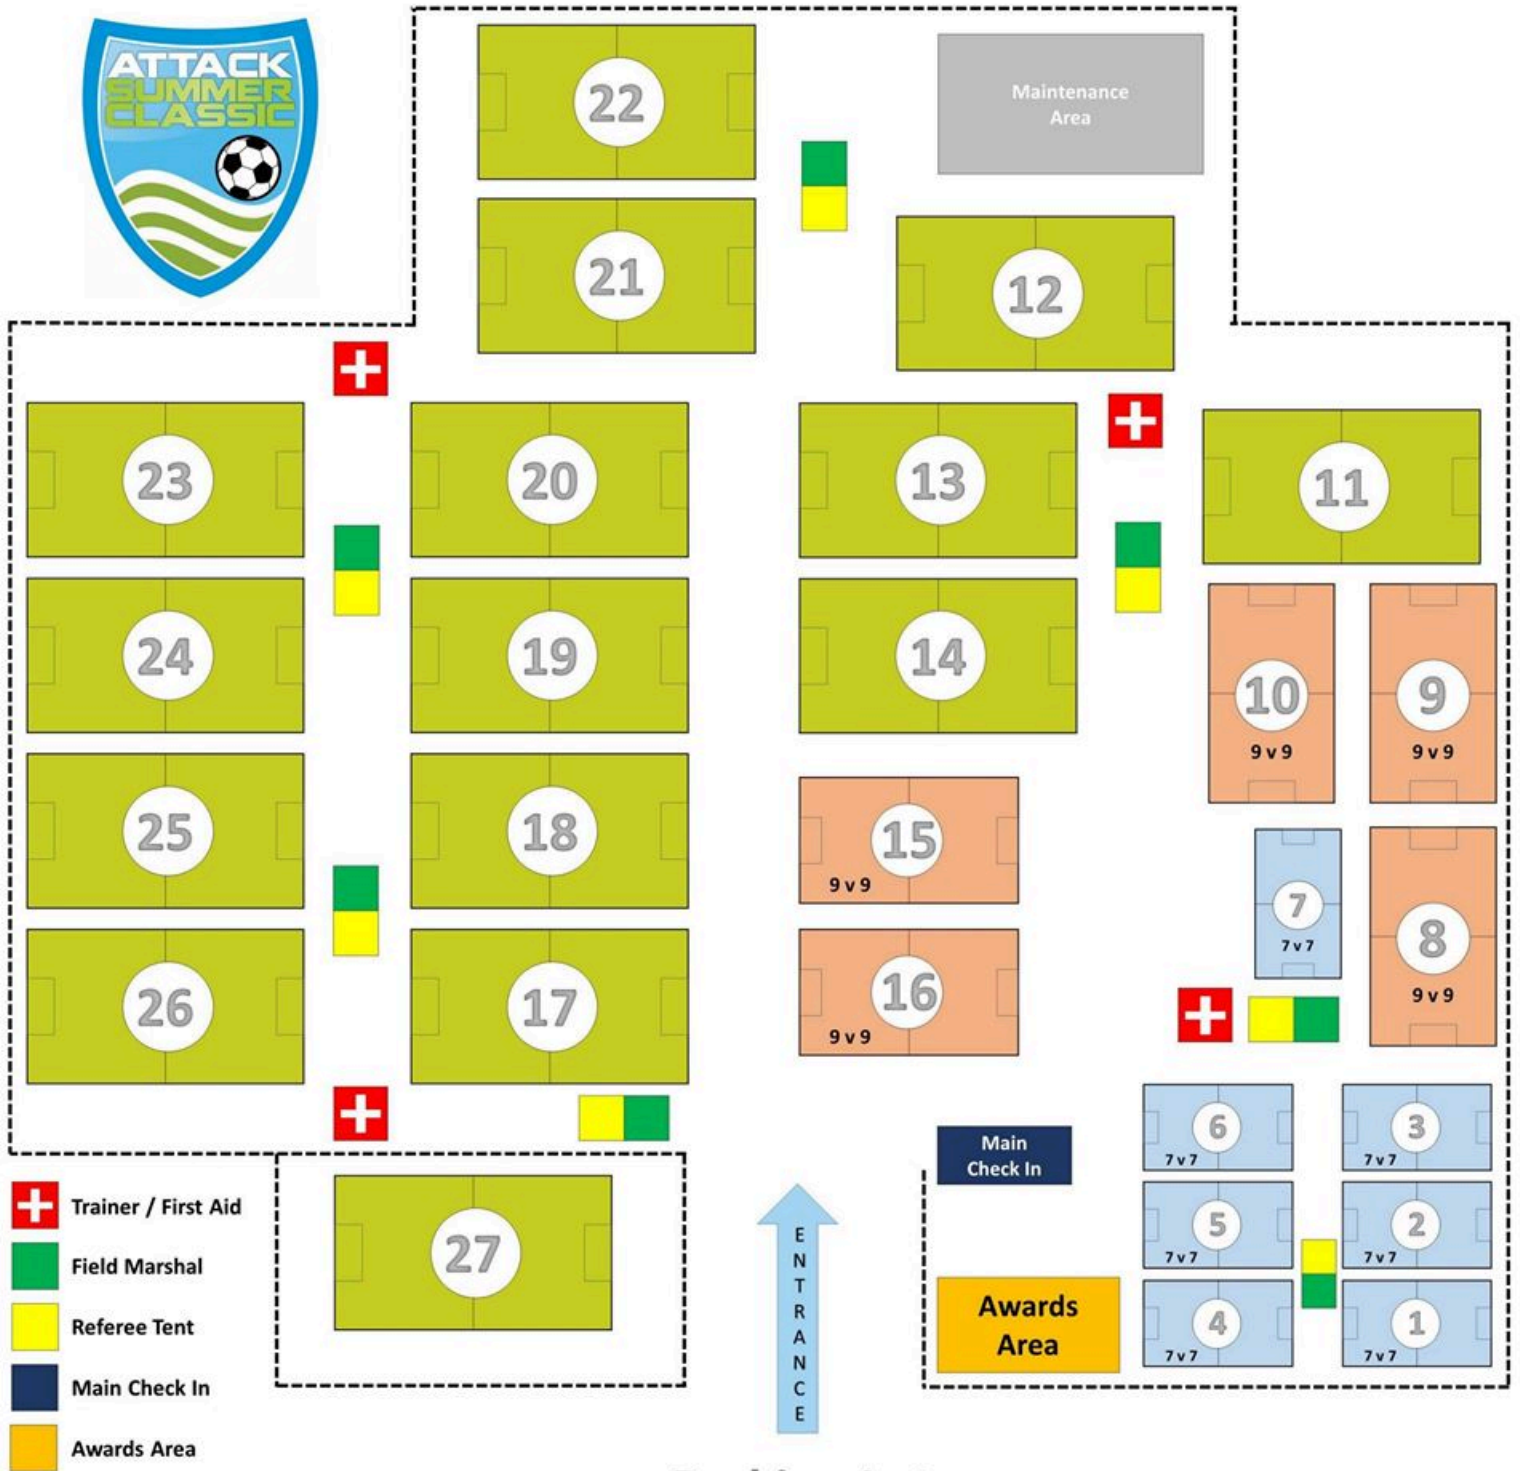 ATTACK
SUMMER
CLASSIC
22
Maintenance
Area
21
12
23
20
13
11
24
19
14
10
9 v 9
9
9 v 9
25
18
15
9 v 9
7
7 v 7
8
9 v 9
26
17
16
9 v 9
6
7 v 7
3
7 v 7
Main
Check In
5
7 v 7
2
7 v 7
4
7 v 7
1
7 v 7
Awards
Area
27
ENTRANCE
Trainer / First Aid
Field Marshal
Referee Tent
Main Check In
Awards Area